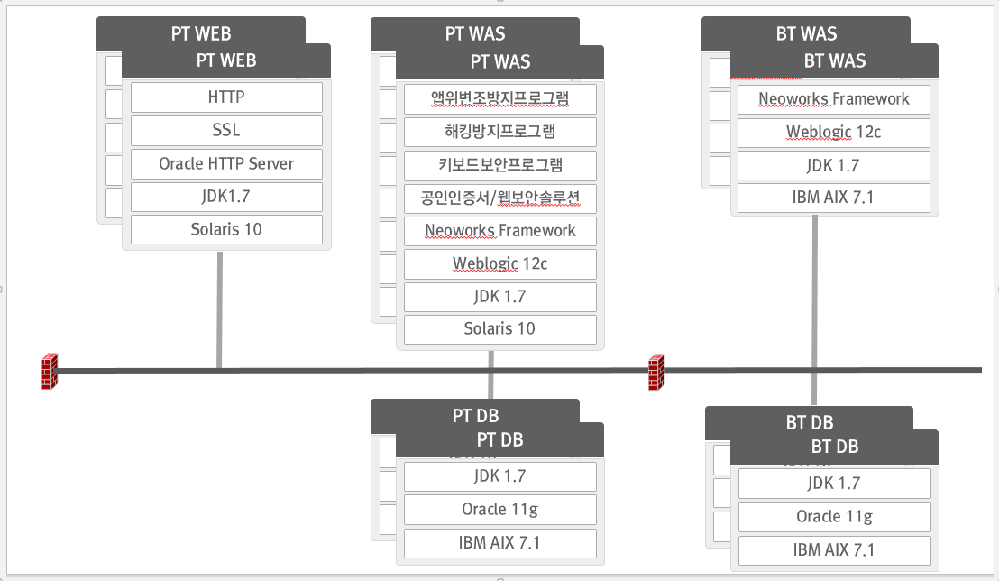 PT WEB
PT WEB
HTTP
SSL
Oracle HTTP Server
JDK1.7
Solaris 10
PT WAS
PT WAS
앱위변조방지프로그램
해킹방지프로그램
키보드보안프로그램
공인인증서/웹보안솔루션
Neoworks Framework
Weblogic 12c
JDK 1.7
Solaris 10
BT WAS
BT WAS
Neoworks Framework
Weblogic 12c
JDK 1.7
IBM AIX 7.1
PT DB
PT DB
JDK 1.7
Oracle 11g
IBM AIX 7.1
BT DB
BT DB
JDK 1.7
Oracle 11g
IBM AIX 7.1